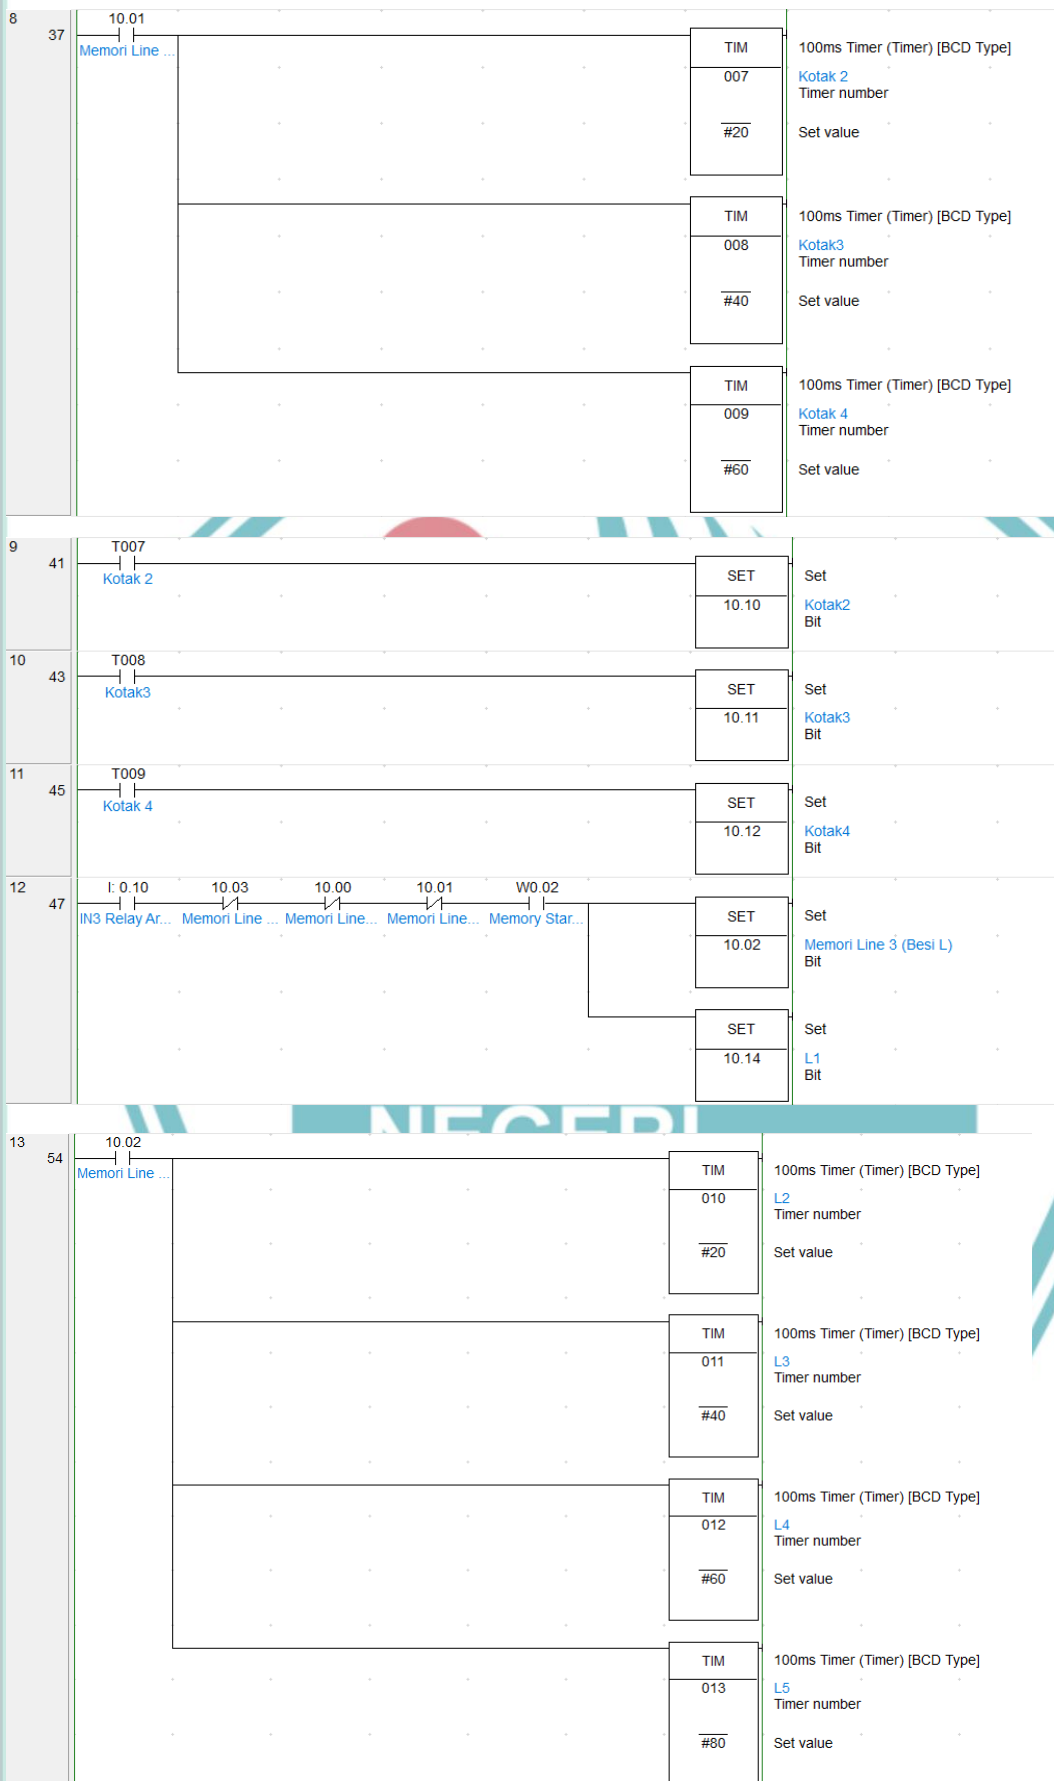 8
37
10.01
Memori Line ...
TIM
100ms Timer (Timer) [BCD Type]
007
Kotak 2
Timer number
#20
Set value
TIM
100ms Timer (Timer) [BCD Type]
008
Kotak3
Timer number
#40
Set value
TIM
100ms Timer (Timer) [BCD Type]
009
Kotak 4
Timer number
#60
Set value
9
41
T007
Kotak 2
SET
Set
10.10
Kotak2
Bit
10
43
T008
Kotak3
SET
Set
10.11
Kotak3
Bit
11
45
T009
Kotak 4
SET
Set
10.12
Kotak4
Bit
12
47
I: 0.10 10.03 10.00 10.01 W0.02
IN3 Relay Ar... Memori Line ... Memori Line... Memori Line... Memory Star...
SET
Set
10.02
Memori Line 3 (Besi L)
Bit
SET
Set
10.14
L1
Bit
NEGERI
13
54
10.02
Memori Line ...
TIM
100ms Timer (Timer) [BCD Type]
010
L2
Timer number
#20
Set value
TIM
100ms Timer (Timer) [BCD Type]
011
L3
Timer number
#40
Set value
TIM
100ms Timer (Timer) [BCD Type]
012
L4
Timer number
#60
Set value
TIM
100ms Timer (Timer) [BCD Type]
013
L5
Timer number
#80
Set value